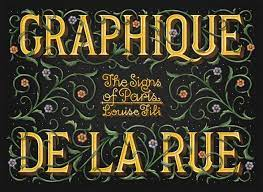 GRAPHIQUE
The Signs
of Paris
Louise Fili
DE LA RUE